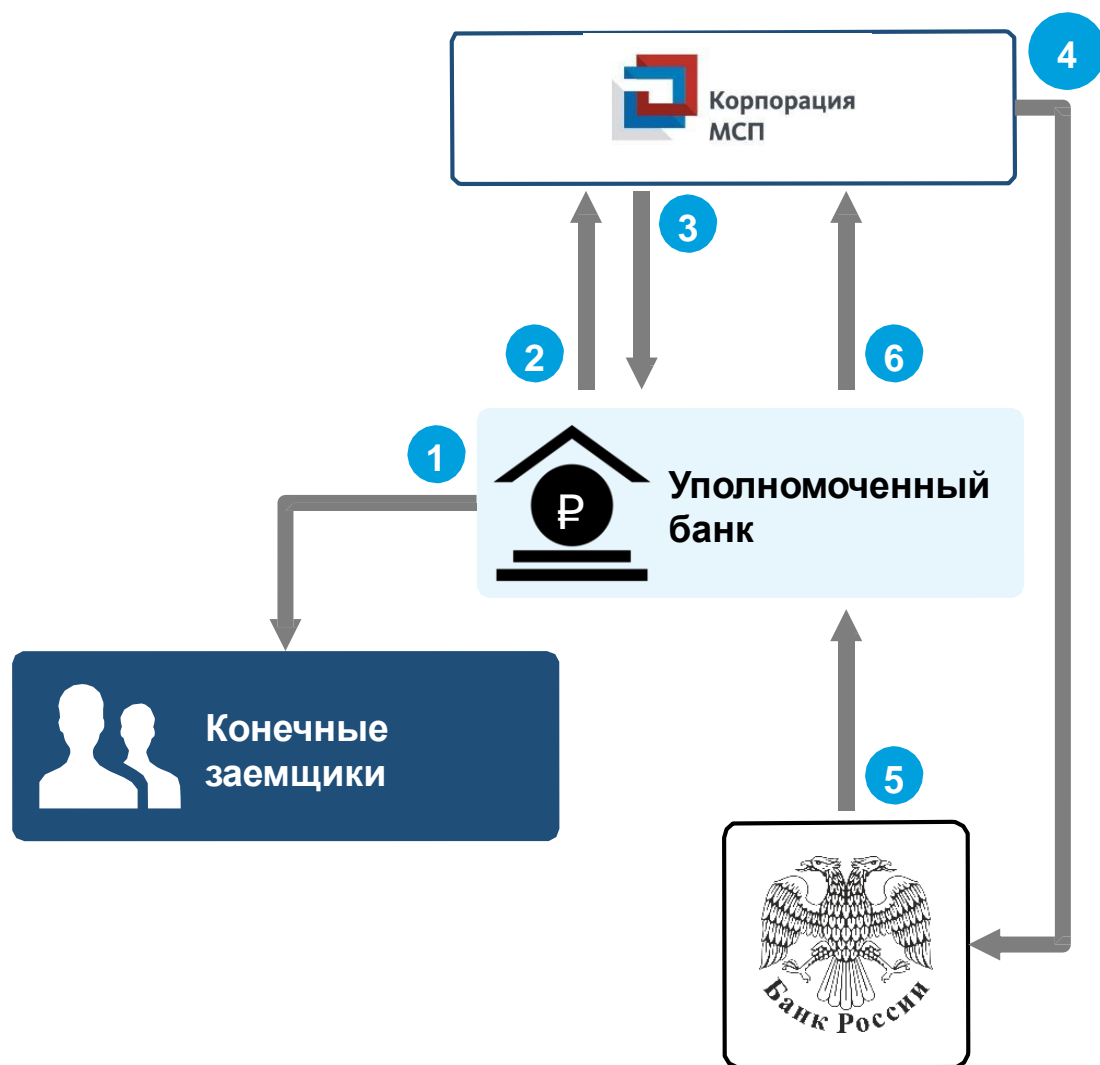 4
Корпорация
МСП
3
2
6
1
₽
Уполномоченный
банк
Конечные
заемщики
5
Банк России